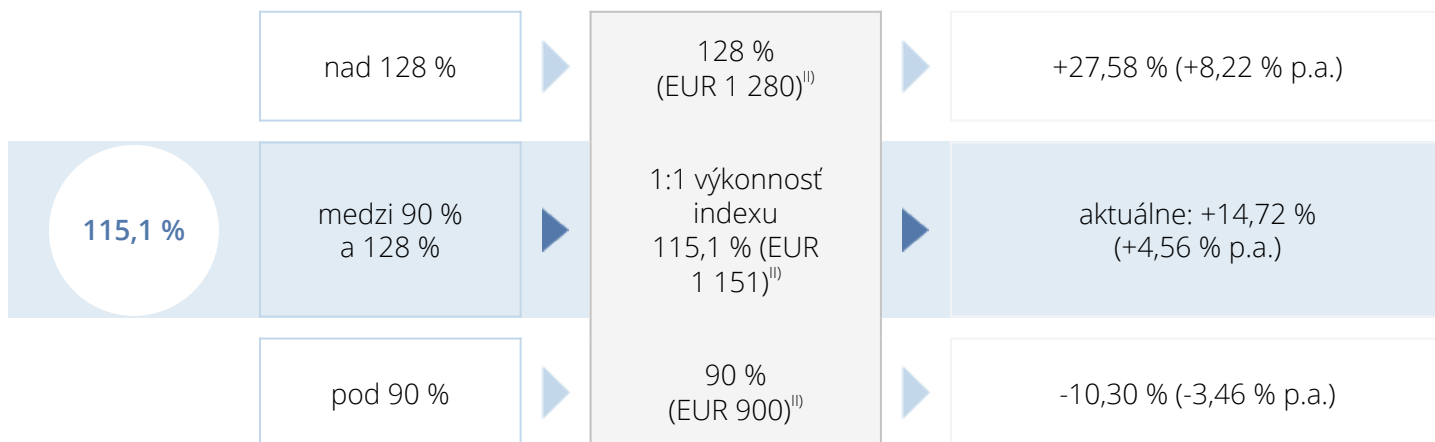 nad 128 %
128 %
(EUR 1 280)II)
+27,58 % (+8,22 % p.a.)
115,1 %
medzi 90 %
a 128 %
1:1 výkonnosť
indexu
115,1 % (EUR
1 151)II)
aktuálne: +14,72 %
(+4,56 % p.a.)
pod 90 %
90 %
(EUR 900)II)
-10,30 % (-3,46 % p.a.)